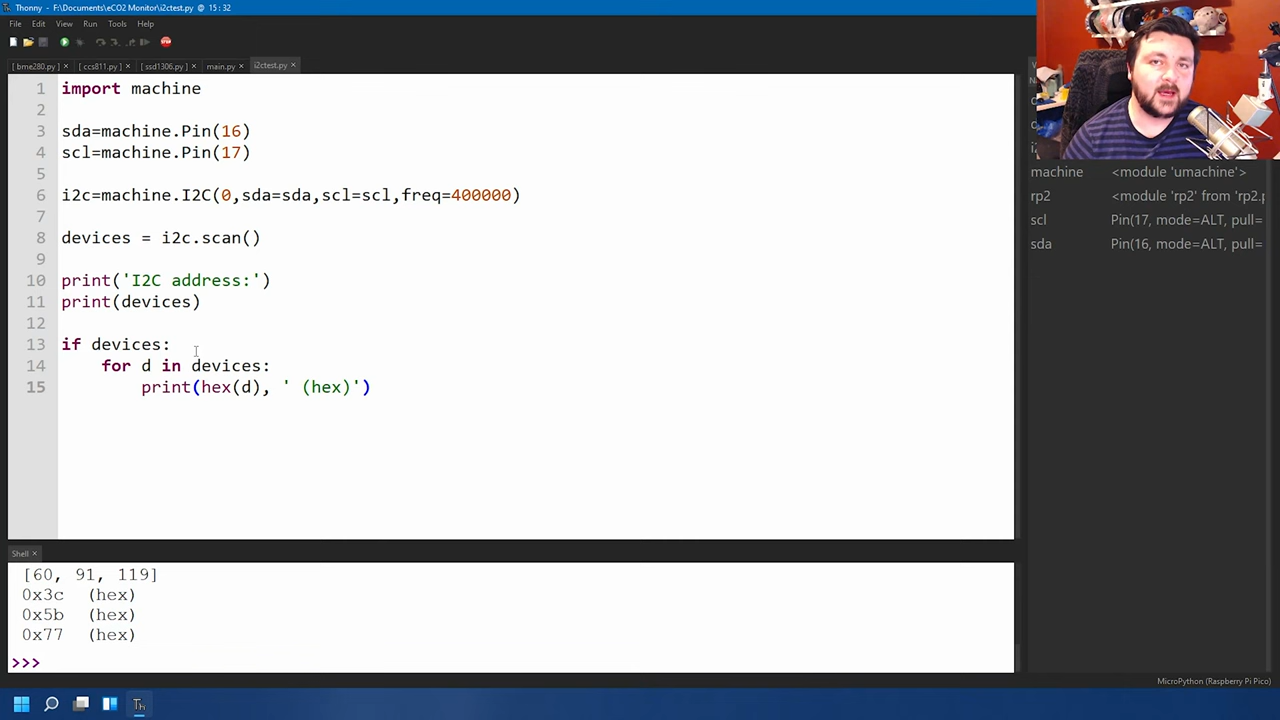 Thonny - F:\Documents\eCO2 Monitor\i2ctest.py @ 15:32
File Edit View Run Tools Help
[ bme280.py ] × [ ccs811.py ] × [ ssd1306.py ] × main.py × i2ctest.py ×
1 import machine
2
3 sda=machine.Pin(16)
4 scl=machine.Pin(17)
5
6 i2c=machine.I2C(0,sda=sda,scl=scl,freq=400000)
7
8 devices = i2c.scan()
9
10 print('I2C address:')
11 print(devices)
12
13 if devices:
14 for d in devices:
15 print(hex(d), ' (hex)')
machine <module 'umachine'>
rp2 <module 'rp2' from 'rp2.p
scl Pin(17, mode=ALT, pull=
sda Pin(16, mode=ALT, pull=
Shell ×
[60, 91, 119]
0x3c (hex)
0x5b (hex)
0x77 (hex)
>>>
MicroPython (Raspberry Pi Pico)
Th